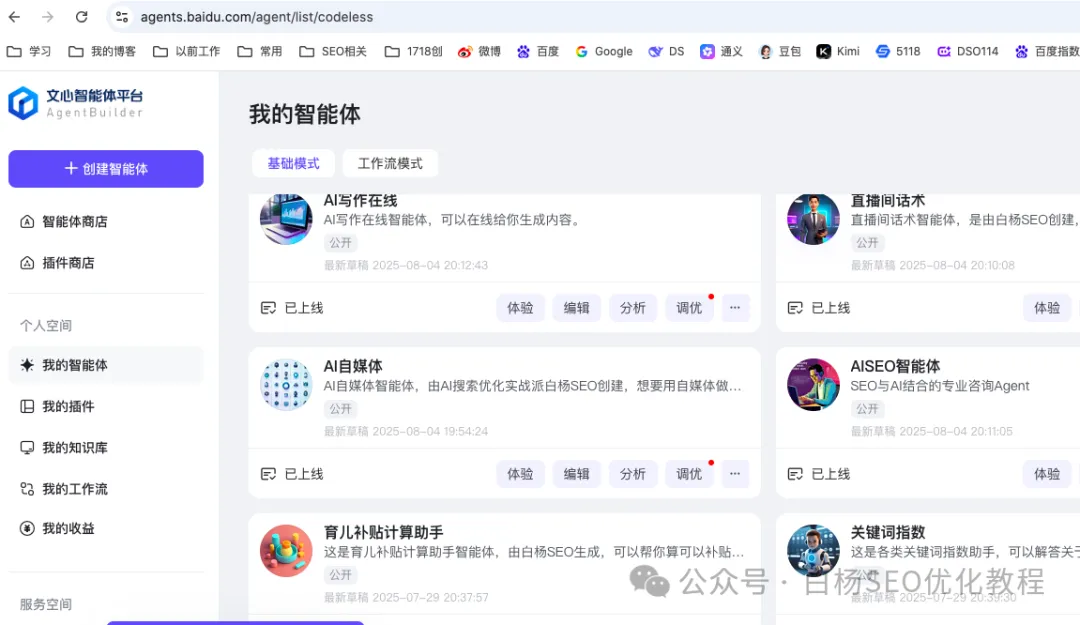 agents.baidu.com/agent/list/codeless
学习 我的博客 以前工作 常用 SEO相关 1718创 微博 百度 Google DS 通义 豆包 Kimi 5118 DSO114 百度指数
文心智能体平台
AgentBuilder
创建智能体
智能体商店
插件商店
个人空间
我的智能体
我的插件
我的知识库
我的工作流
我的收益
服务空间
我的智能体
基础模式 工作流模式
AI写作在线
AI写作在线智能体，可以在线给你生成内容。
公开
最新草稿 2025-08-04 20:12:43
已上线 体验 编辑 分析 调优 ···
直播间话术
直播间话术智能体，是由白杨SEO创建，
公开
最新草稿 2025-08-04 20:10:08
已上线 体验
AI自媒体
AI自媒体智能体，由AI搜索优化实战派白杨SEO创建，想要用自媒体做...
公开
最新草稿 2025-08-04 19:54:24
已上线 体验 编辑 分析 调优 ···
AISEO智能体
SEO与AI结合的专业咨询Agent
公开
最新草稿 2025-08-04 20:11:05
已上线 体验
育儿补贴计算助手
这是育儿补贴计算助手智能体，由白杨SEO生成，可以帮你算可以补贴...
公开
最新草稿 2025-07-29 20:37:57
关键词指数
这是各类关键词指数助手，可以解答关于
公开
最新草稿 2025-07-29 20:39:30
公众号 · 白杨SEO优化教程